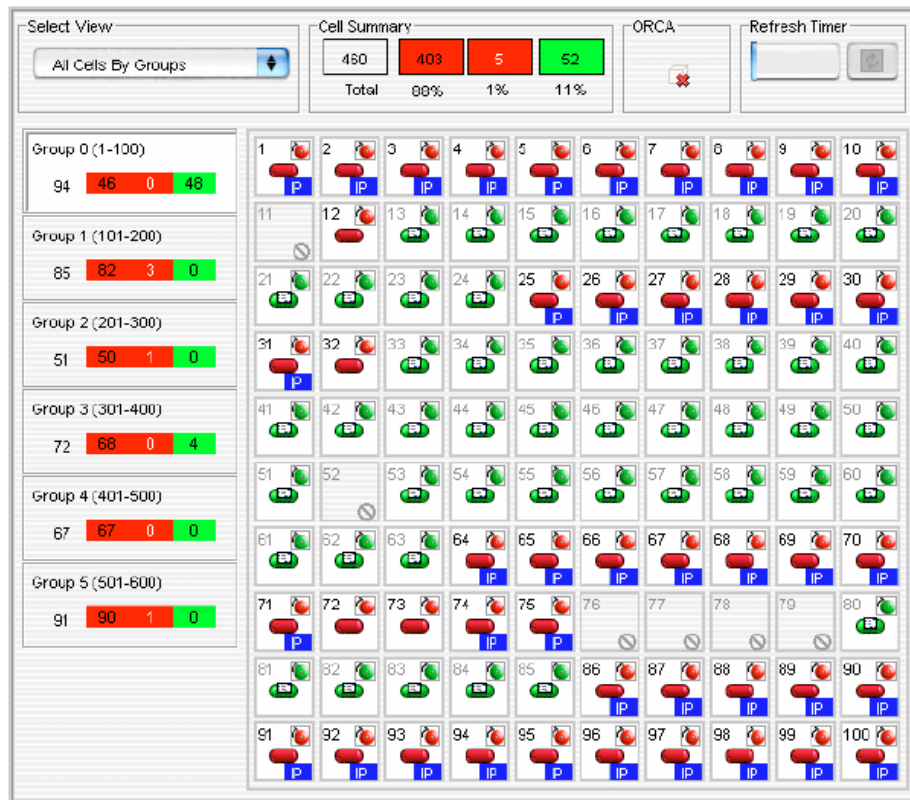 Select View
All Cells By Groups
Cell Summary
460 403 5 52
Total 88% 1% 11%
ORCA
Refresh Timer
Group 0 (1-100)
94 46 0 48
Group 1 (101-200)
85 82 3 0
Group 2 (201-300)
51 50 1 0
Group 3 (301-400)
72 68 0 4
Group 4 (401-500)
67 67 0 0
Group 5 (501-600)
91 90 1 0
1 2 3 4 5 6 7 8 9 10
IP IP IP IP IP IP IP IP IP IP
11 12 13 14 15 16 17 18 19 20
21 22 23 24 25 26 27 28 29 30
IP IP IP IP IP IP
31 32 33 34 35 36 37 38 39 40
IP
41 42 43 44 45 46 47 48 49 50
51 52 53 54 55 56 57 58 59 60
61 62 63 64 65 66 67 68 69 70
IP IP IP IP IP IP IP
71 72 73 74 75 76 77 78 79 80
IP IP IP
81 82 83 84 85 86 87 88 89 90
IP IP IP IP IP
91 92 93 94 95 96 97 98 99 100
IP IP IP IP IP IP IP IP IP IP